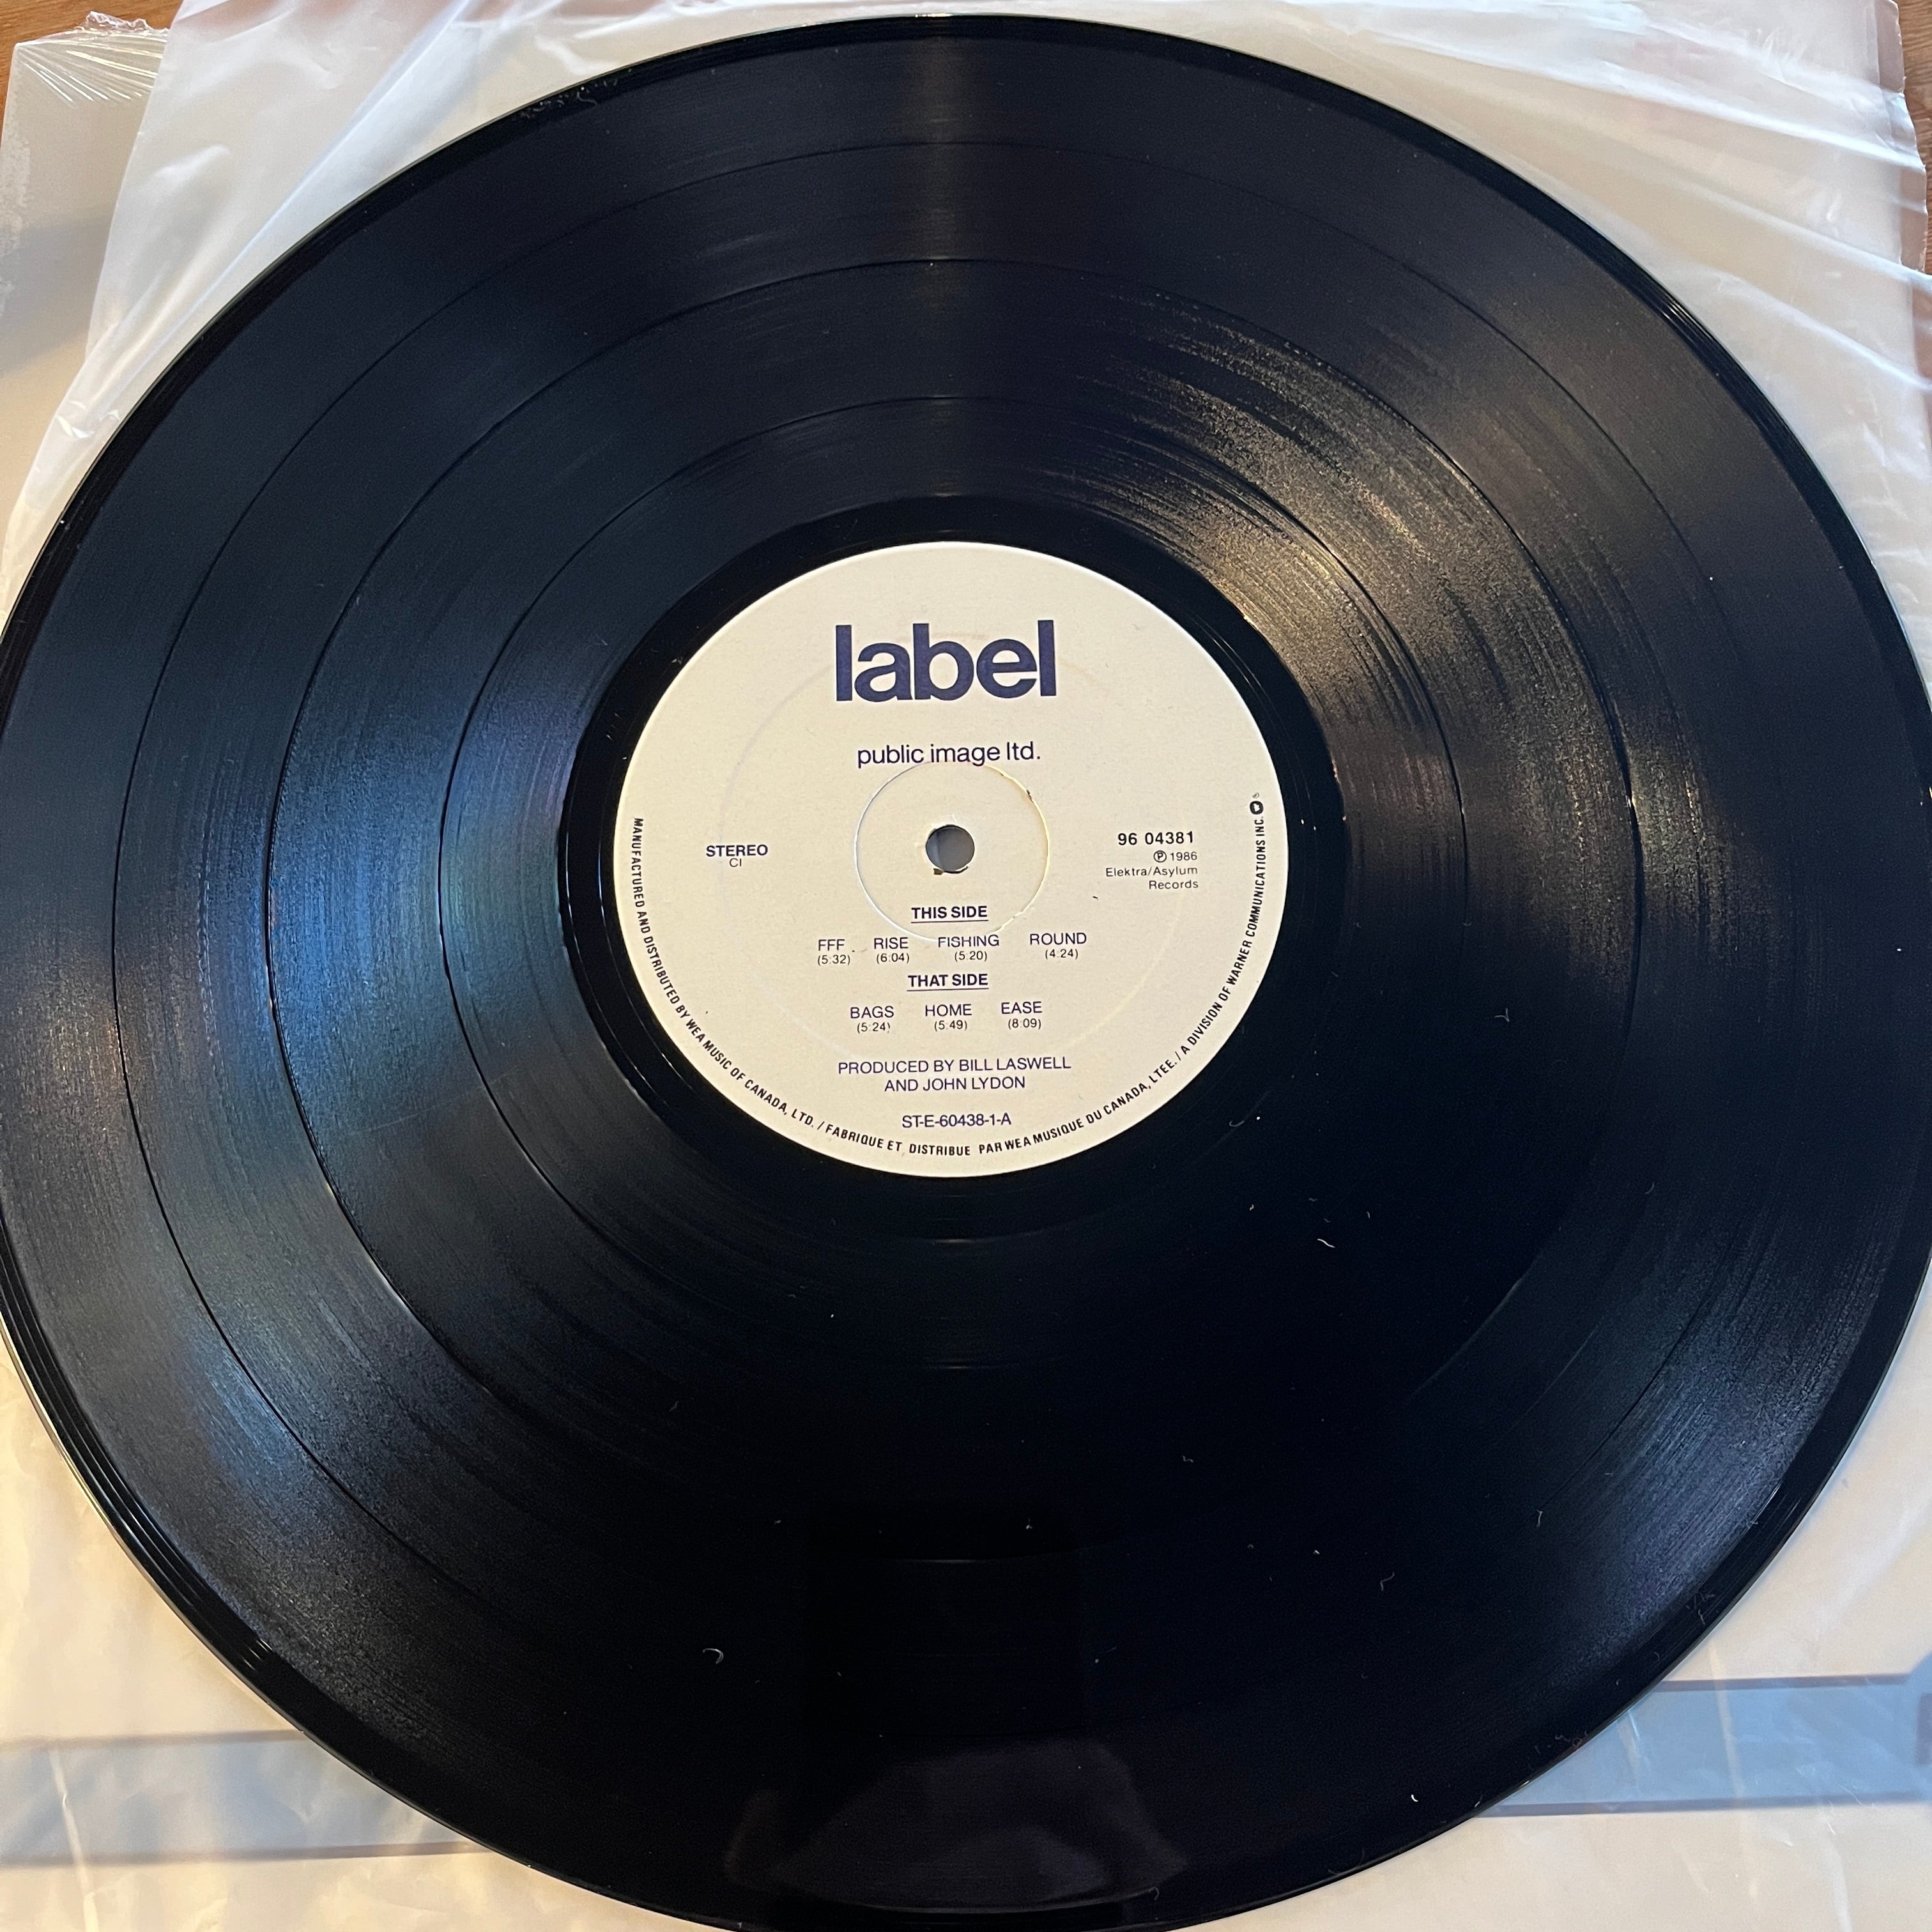 label
public image ltd.
STEREO
CI
96 04381
℗ 1986
Elektra/Asylum
Records
THIS SIDE
FFF RISE FISHING ROUND
(5:32) (6:04) (5:20) (4:24)
THAT SIDE
BAGS HOME EASE
(5:24) (5:49) (8:09)
PRODUCED BY BILL LASWELL
AND JOHN LYDON
ST-E-60438-1-A
MANUFACTURED AND DISTRIBUTED BY WEA MUSIC OF CANADA, LTD. / FABRIQUE ET DISTRIBUE PAR WEA MUSIQUE DU CANADA, LTEE. / A DIVISION OF WARNER COMMUNICATIONS INC.